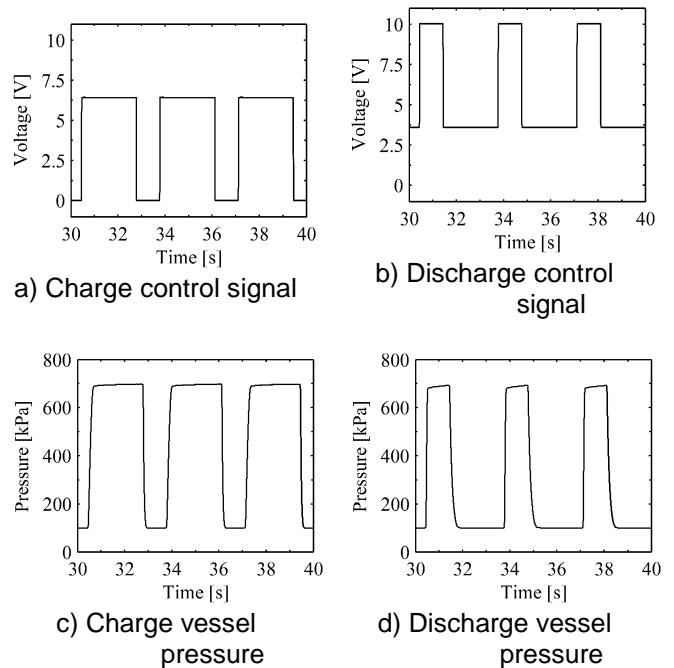 10
7.5
5
2.5
0
Voltage [V]
30 32 34 36 38 40
Time [s]
a) Charge control signal
10
7.5
5
2.5
0
Voltage [V]
30 32 34 36 38 40
Time [s]
b) Discharge control
signal
800
600
400
200
0
Pressure [kPa]
30 32 34 36 38 40
Time [s]
c) Charge vessel
pressure
800
600
400
200
0
Pressure [kPa]
30 32 34 36 38 40
Time [s]
d) Discharge vessel
pressure